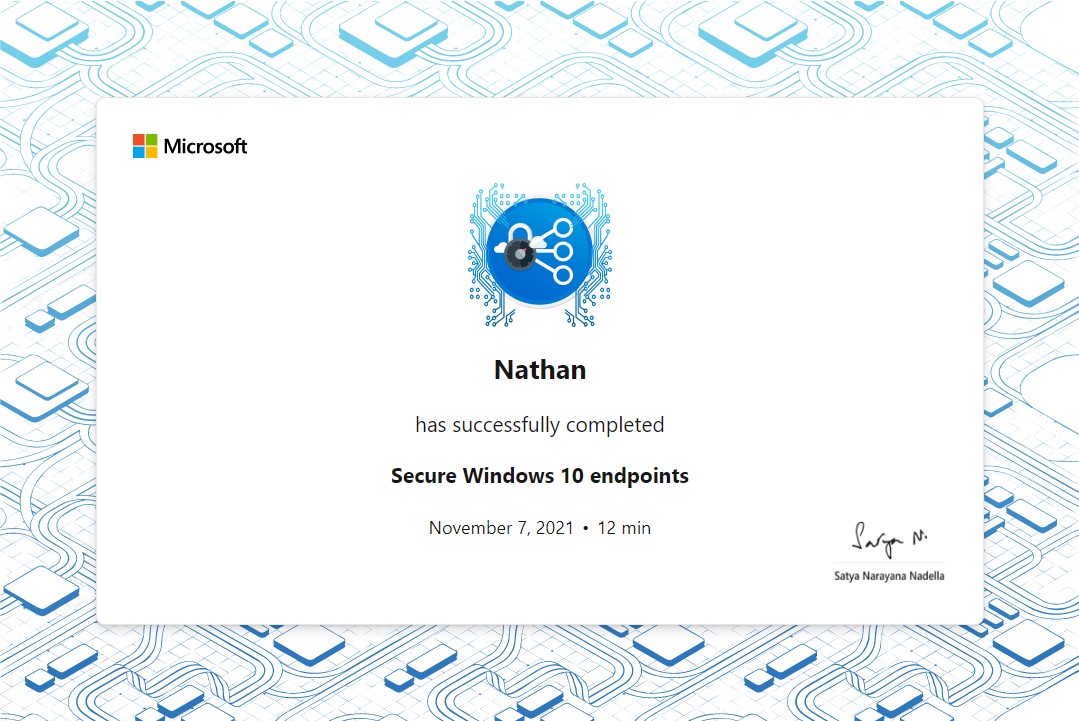 Microsoft
Nathan
has successfully completed
Secure Windows 10 endpoints
November 7, 2021 • 12 min
Satya N.
Satya Narayana Nadella